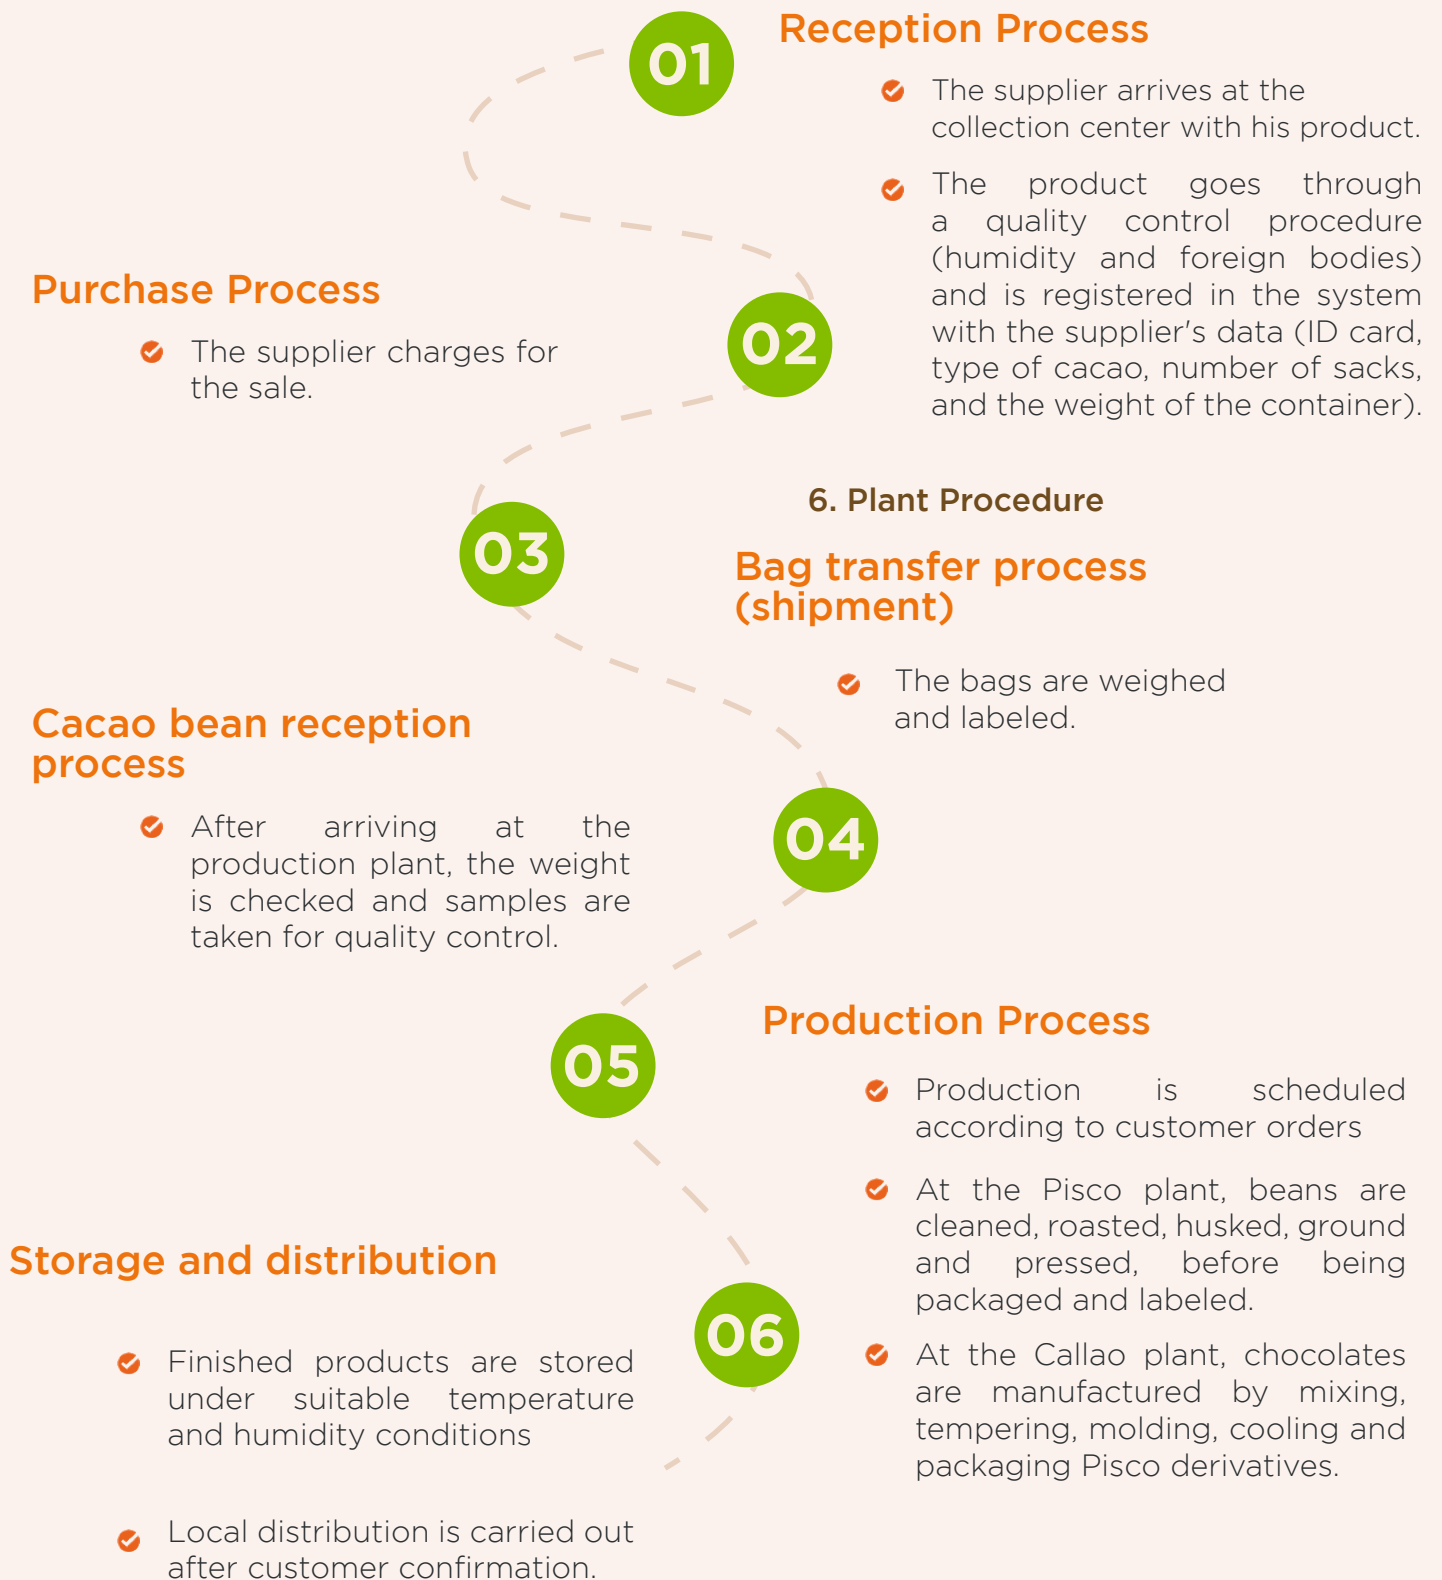 01
Reception Process
The supplier arrives at the
collection center with his product.
The product goes through
a quality control procedure
(humidity and foreign bodies)
and is registered in the system
with the supplier's data (ID card,
type of cacao, number of sacks,
and the weight of the container).
02
Purchase Process
The supplier charges for
the sale.
03
6. Plant Procedure
Bag transfer process
(shipment)
The bags are weighed
and labeled.
04
Cacao bean reception
process
After arriving at the
production plant, the weight
is checked and samples are
taken for quality control.
05
Production Process
Production is scheduled
according to customer orders
At the Pisco plant, beans are
cleaned, roasted, husked, ground
and pressed, before being
packaged and labeled.
At the Callao plant, chocolates
are manufactured by mixing,
tempering, molding, cooling and
packaging Pisco derivatives.
06
Storage and distribution
Finished products are stored
under suitable temperature
and humidity conditions
Local distribution is carried out
after customer confirmation.